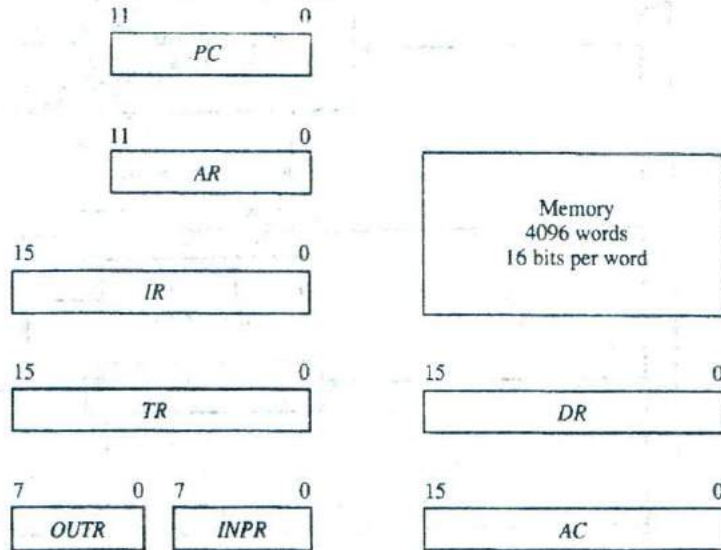 11 0
PC
11 0
AR
Memory
4096 words
16 bits per word
15 0
IR
15 0
TR
15 0
DR
7 0
OUTR
7 0
INPR
15 0
AC